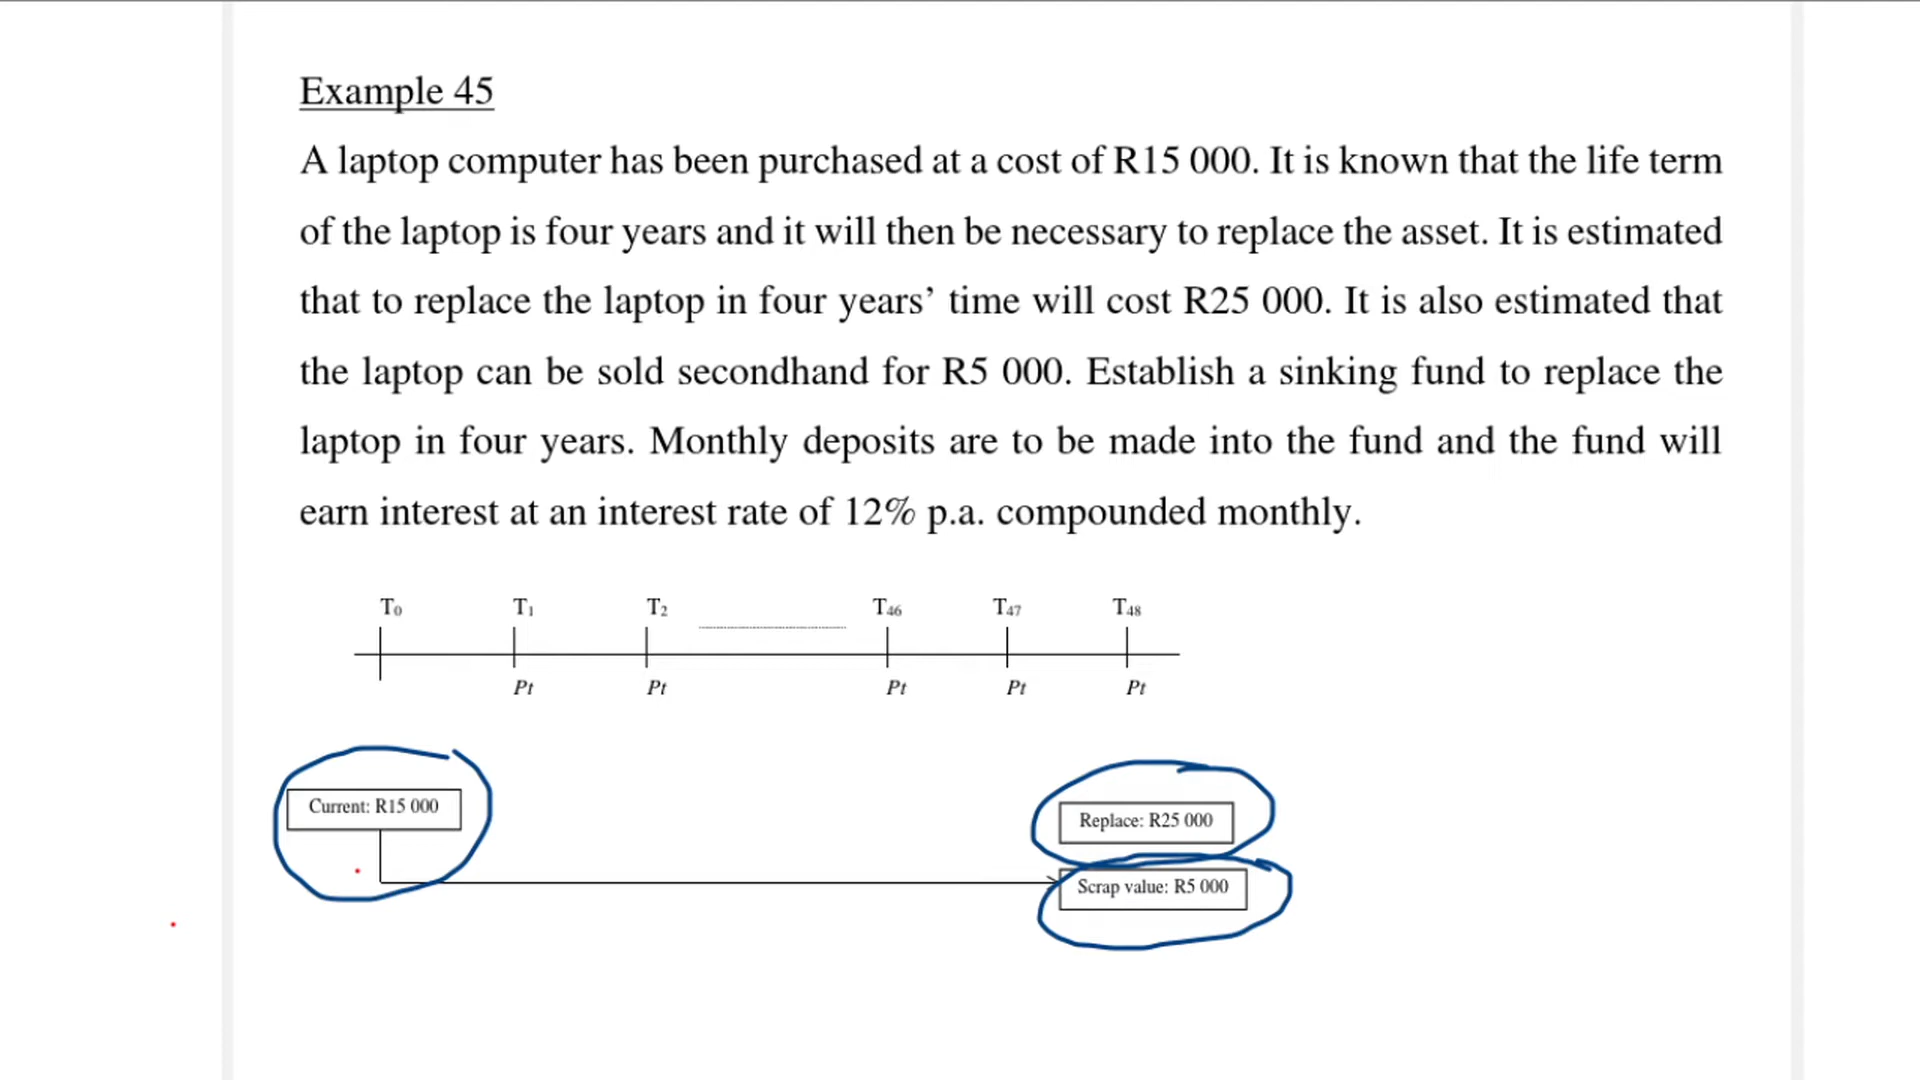 Example 45
A laptop computer has been purchased at a cost of R15 000. It is known that the life term
of the laptop is four years and it will then be necessary to replace the asset. It is estimated
that to replace the laptop in four years’ time will cost R25 000. It is also estimated that
the laptop can be sold secondhand for R5 000. Establish a sinking fund to replace the
laptop in four years. Monthly deposits are to be made into the fund and the fund will
earn interest at an interest rate of 12% p.a. compounded monthly.
T0 T1 T2 T46 T47 T48
Pt Pt Pt Pt Pt
Current: R15 000
Replace: R25 000
Scrap value: R5 000